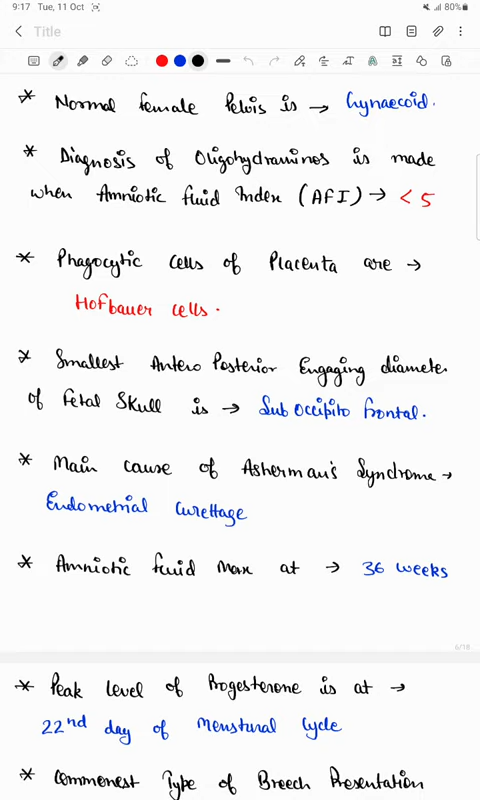 9:17 Tue, 11 Oct 80%
Title
* Normal Female Pelvis is → Gynaecoid.
* Diagnosis of Oligohydraminos is made
when Amniotic fluid Index (AFI) → < 5
* Phagocytic cells of Placenta are →
Hofbauer cells.
* Smallest Antero Posterior Engaging diameter
of Fetal Skull is → Sub Occipito frontal.
* Main cause of Asherman's Syndrome →
Endometrial Curettage
* Amniotic fluid Max at → 36 weeks
6/18
* Peak level of Progesterone is at →
22nd day of Menstural Cycle
* Commenest Type of Breech Presentation